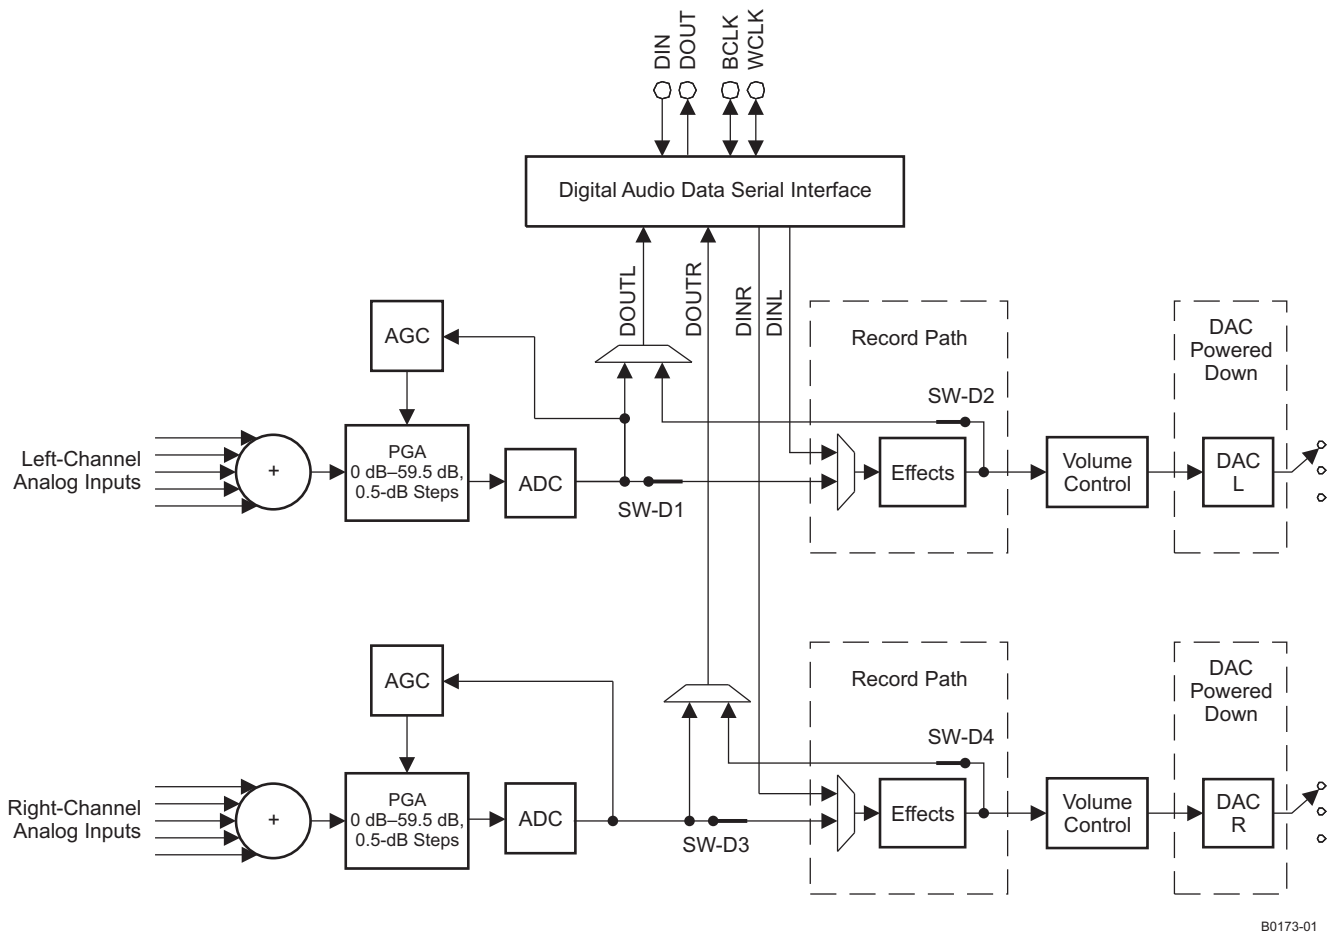 DIN
DOUT
BCLK
WCLK
Digital Audio Data Serial Interface
DOUTL
DOUTR
DINR
DINL
AGC
Record Path
DAC
Powered
Down
SW-D2
Left-Channel
Analog Inputs
+
PGA
0 dB–59.5 dB,
0.5-dB Steps
ADC
SW-D1
Effects
Volume
Control
DAC
L
AGC
Record Path
DAC
Powered
Down
SW-D4
Right-Channel
Analog Inputs
+
PGA
0 dB–59.5 dB,
0.5-dB Steps
ADC
SW-D3
Effects
Volume
Control
DAC
R
B0173-01